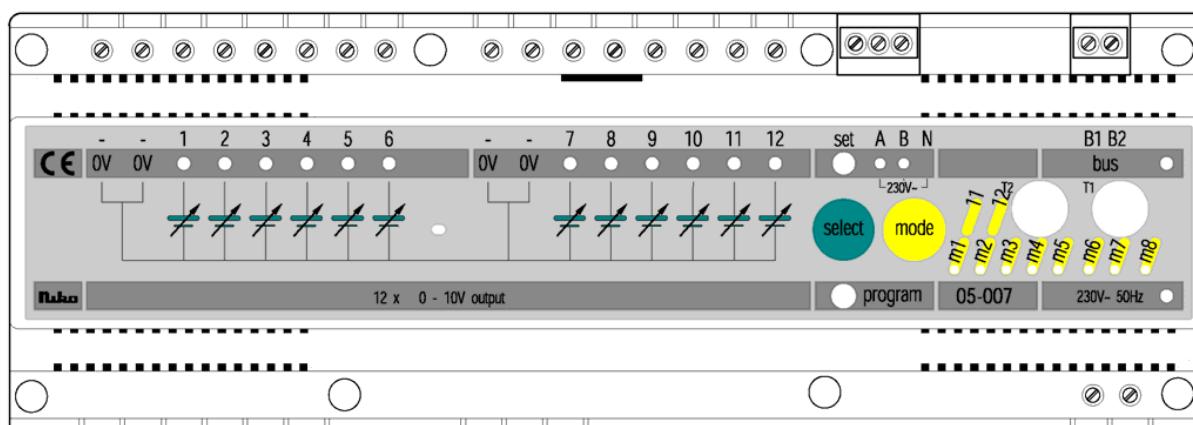 - - 1 2 3 4 5 6 - - 7 8 9 10 11 12 set A B N B1 B2
CE 0V 0V 0V 0V bus
230V~ T2 T1
11 12
select mode
m1 m2 m3 m4 m5 m6 m7 m8
niko 12 x 0 - 10V output program 05-007 230V~ 50Hz